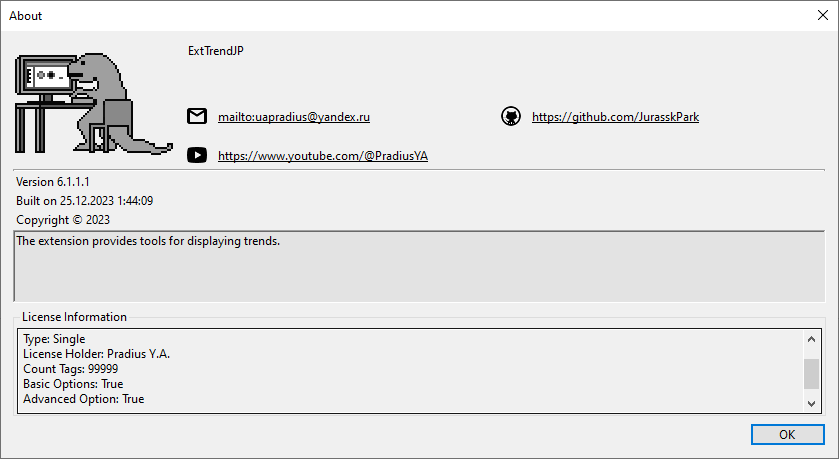 About
ExtTrendJP
mailto:uapradius@yandex.ru
https://github.com/JurasskPark
https://www.youtube.com/@PradiusYA
Version 6.1.1.1
Built on 25.12.2023 1:44:09
Copyright © 2023
The extension provides tools for displaying trends.
License Information
Type: Single
License Holder: Pradius Y.A.
Count Tags: 99999
Basic Options: True
Advanced Option: True
OK